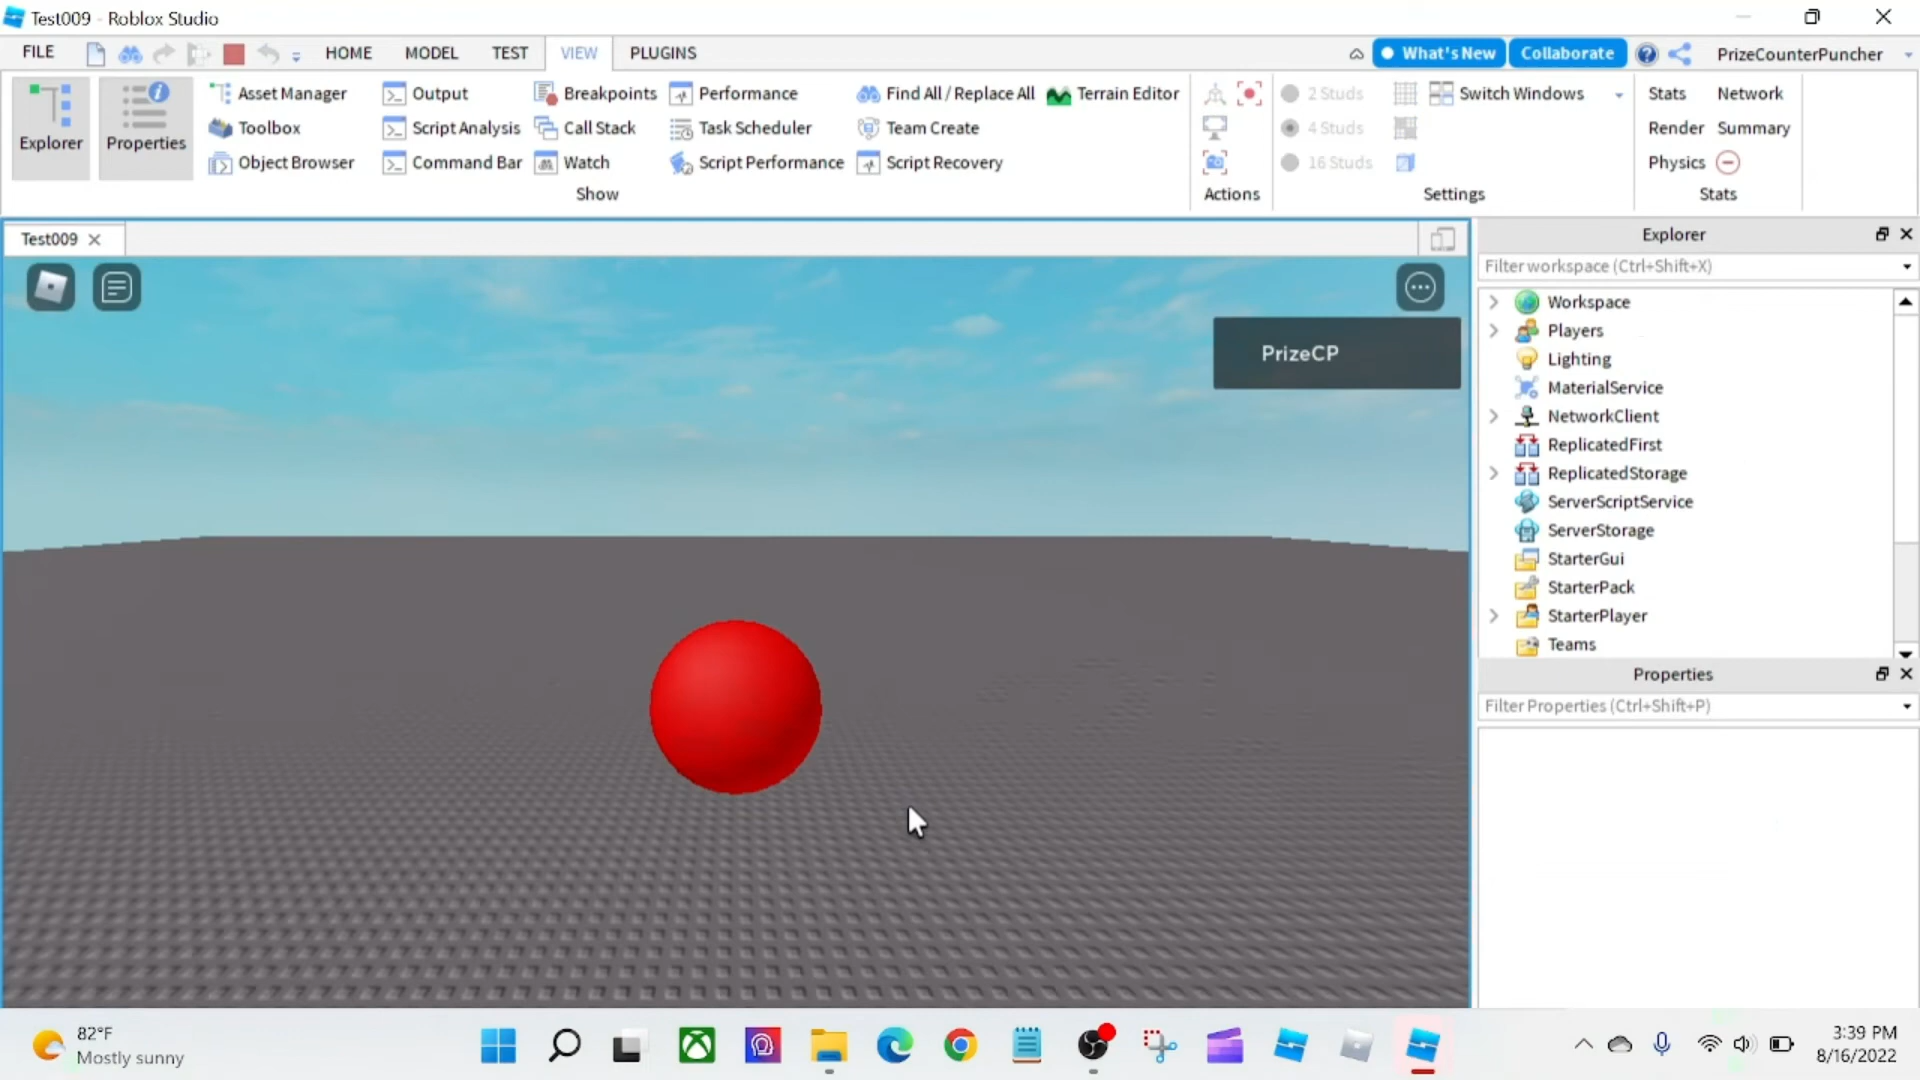 Test009 - Roblox Studio
FILE HOME MODEL TEST VIEW PLUGINS What's New Collaborate PrizeCounterPuncher
Explorer
Properties
Asset Manager
Toolbox
Object Browser
Output
Script Analysis
Command Bar
Breakpoints
Call Stack
Watch
Performance
Task Scheduler
Script Performance
Find All / Replace All
Team Create
Script Recovery
Terrain Editor
Show
Actions
2 Studs
4 Studs
16 Studs
Switch Windows
Settings
Stats Network
Render Summary
Physics
Stats
Test009
PrizeCP
Explorer
Filter workspace (Ctrl+Shift+X)
Workspace
Players
Lighting
MaterialService
NetworkClient
ReplicatedFirst
ReplicatedStorage
ServerScriptService
ServerStorage
StarterGui
StarterPack
StarterPlayer
Teams
Properties
Filter Properties (Ctrl+Shift+P)
82°F
Mostly sunny
3:39 PM
8/16/2022